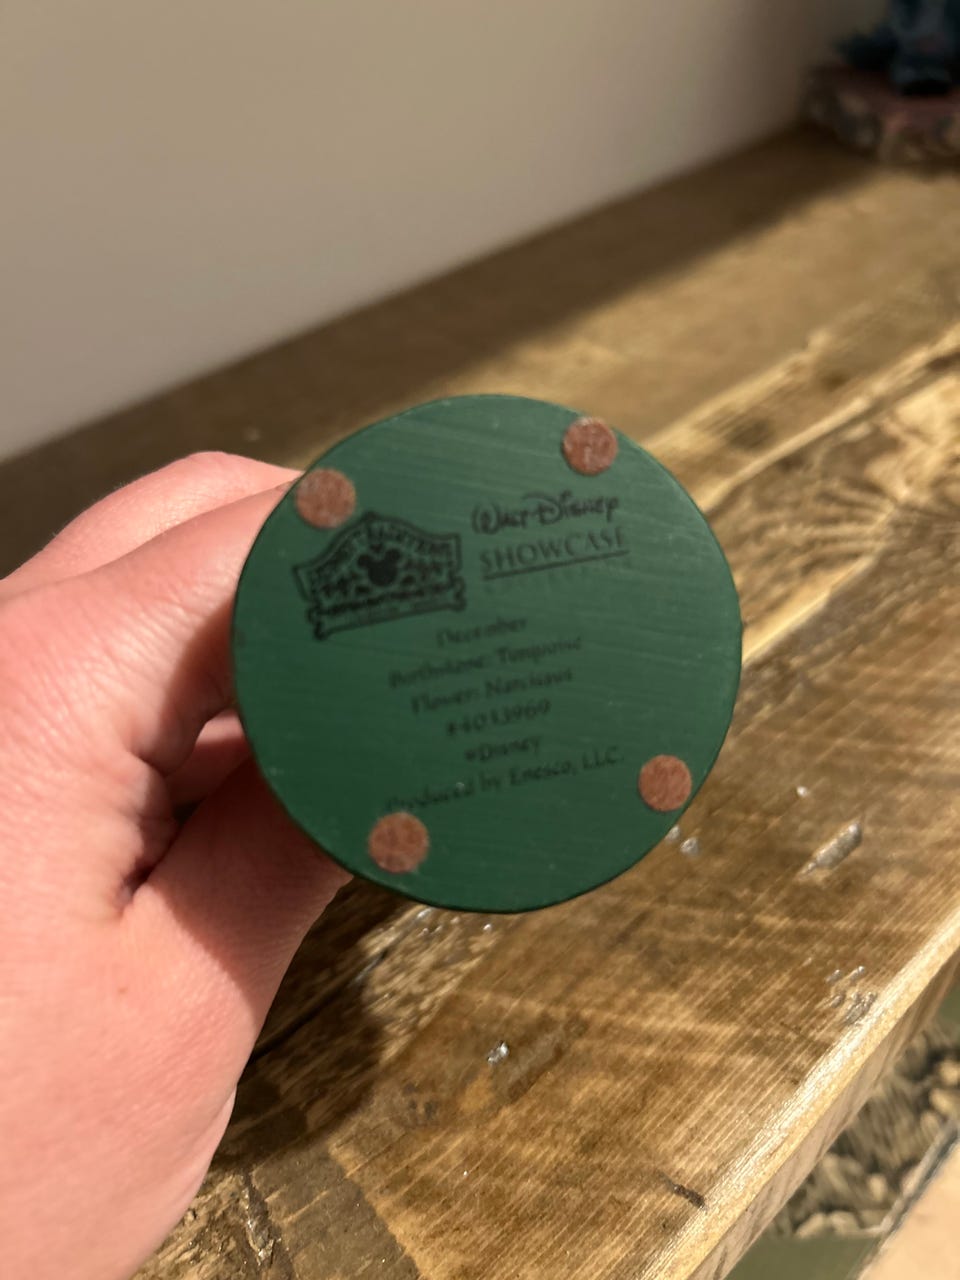 WALT DISNEY
SHOWCASE
December
Birthstone: Turquoise
Flower: Narcissus
#4033969
©Disney
Produced by Enesco, LLC.